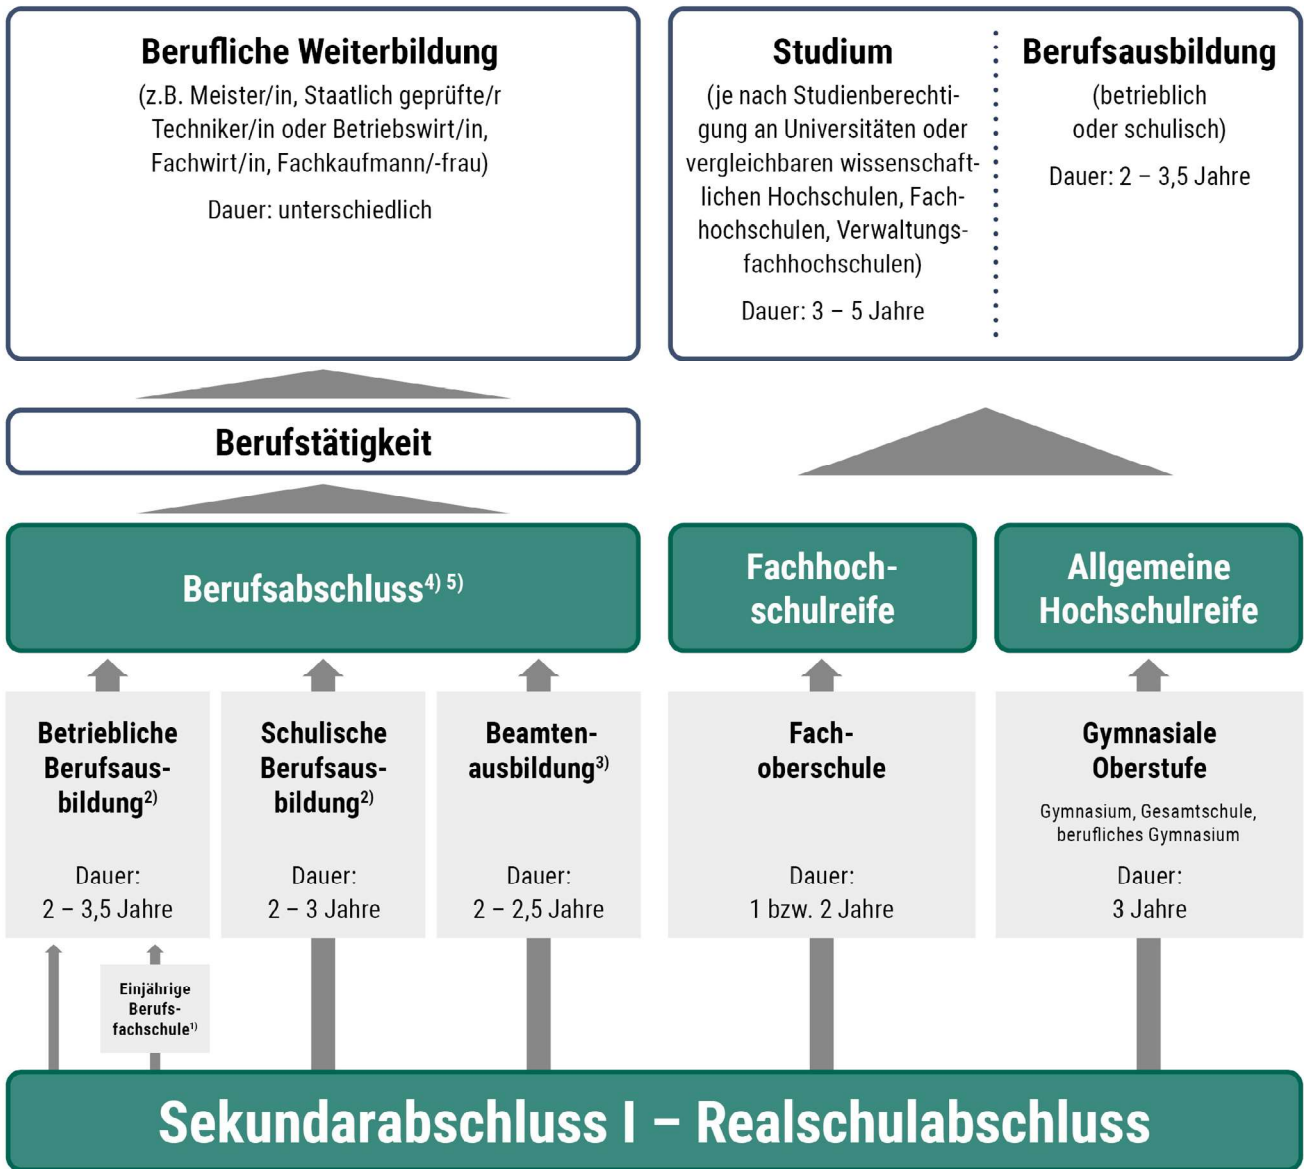 Berufliche Weiterbildung
(z.B. Meister/in, Staatlich geprüfte/r
Techniker/in oder Betriebswirt/in,
Fachwirt/in, Fachkaufmann/-frau)
Dauer: unterschiedlich
Studium
(je nach Studienberechti-
gung an Universitäten oder
vergleichbaren wissenschaft-
lichen Hochschulen, Fach-
hochschulen, Verwaltungs-
fachhochschulen)
Dauer: 3 – 5 Jahre
Berufsausbildung
(betrieblich
oder schulisch)
Dauer: 2 – 3,5 Jahre
Berufstätigkeit
Berufsabschluss4) 5)
Fachhoch-
schulreife
Allgemeine
Hochschulreife
Betriebliche
Berufsaus-
bildung2)
Dauer:
2 – 3,5 Jahre
Schulische
Berufsaus-
bildung2)
Dauer:
2 – 3 Jahre
Beamten-
ausbildung3)
Dauer:
2 – 2,5 Jahre
Fach-
oberschule
Dauer:
1 bzw. 2 Jahre
Gymnasiale
Oberstufe
Gymnasium, Gesamtschule,
berufliches Gymnasium
Dauer:
3 Jahre
Einjährige
Berufs-
fachschule1)
Sekundarabschluss I – Realschulabschluss